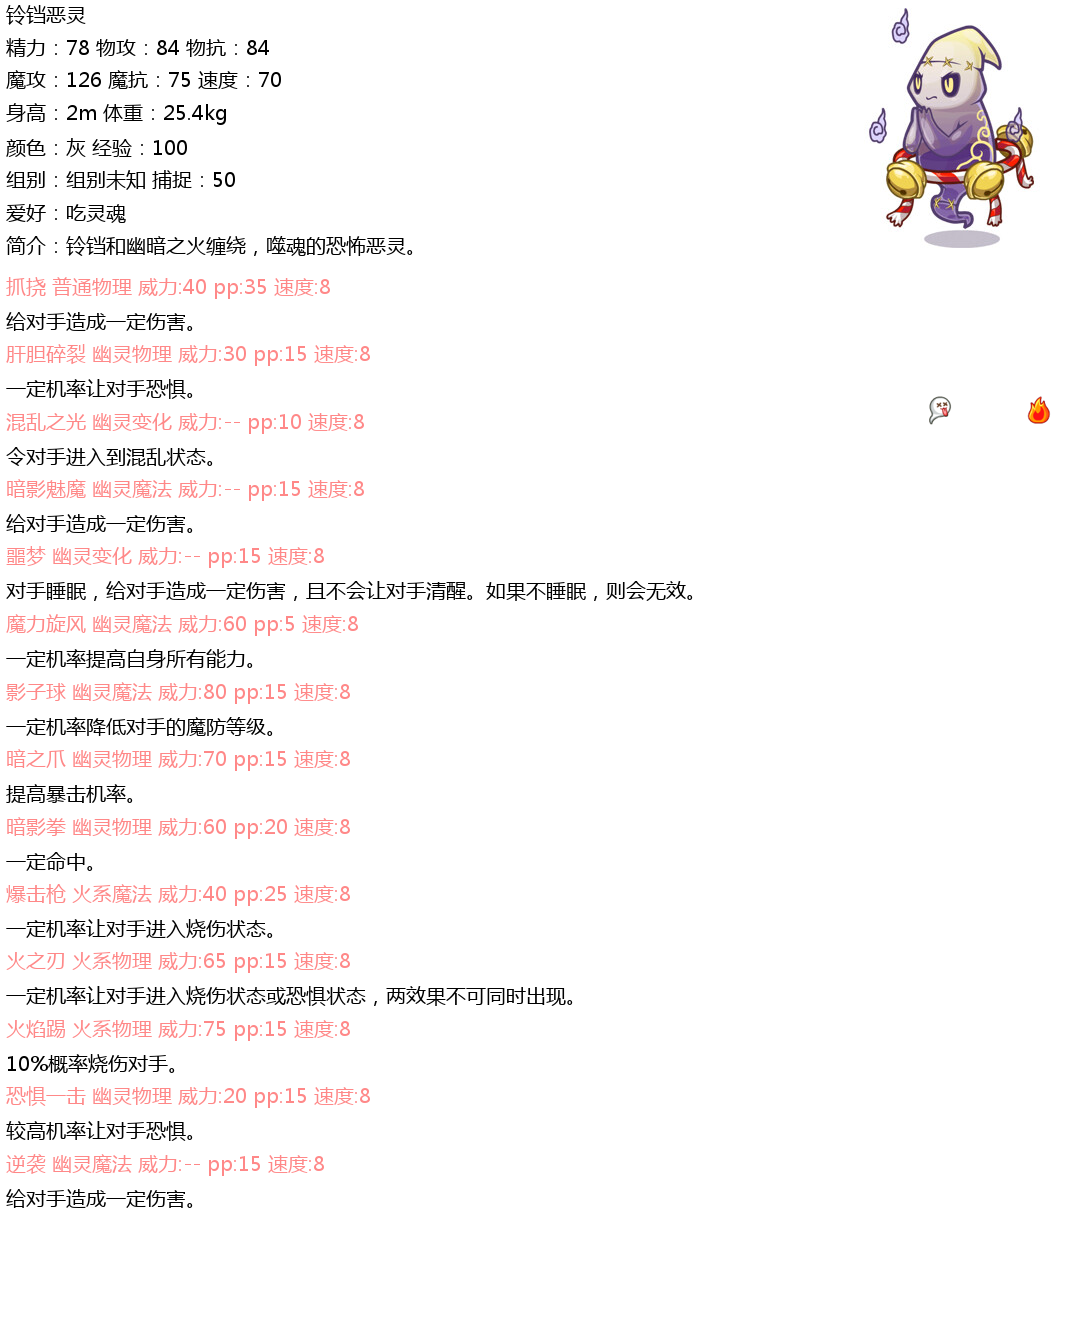 铃铛恶灵
精力：78 物攻：84 物抗：84
魔攻：126 魔抗：75 速度：70
身高：2m 体重：25.4kg
颜色：灰 经验：100
组别：组别未知 捕捉：50
爱好：吃灵魂
简介：铃铛和幽暗之火缠绕，噬魂的恐怖恶灵。
抓挠 普通物理 威力:40 pp:35 速度:8
给对手造成一定伤害。
肝胆碎裂 幽灵物理 威力:30 pp:15 速度:8
一定机率让对手恐惧。
混乱之光 幽灵变化 威力:-- pp:10 速度:8
令对手进入到混乱状态。
暗影魅魔 幽灵魔法 威力:-- pp:15 速度:8
给对手造成一定伤害。
噩梦 幽灵变化 威力:-- pp:15 速度:8
对手睡眠，给对手造成一定伤害，且不会让对手清醒。如果不睡眠，则会无效。
魔力旋风 幽灵魔法 威力:60 pp:5 速度:8
一定机率提高自身所有能力。
影子球 幽灵魔法 威力:80 pp:15 速度:8
一定机率降低对手的魔防等级。
暗之爪 幽灵物理 威力:70 pp:15 速度:8
提高暴击机率。
暗影拳 幽灵物理 威力:60 pp:20 速度:8
一定命中。
爆击枪 火系魔法 威力:40 pp:25 速度:8
一定机率让对手进入烧伤状态。
火之刃 火系物理 威力:65 pp:15 速度:8
一定机率让对手进入烧伤状态或恐惧状态，两效果不可同时出现。
火焰踢 火系物理 威力:75 pp:15 速度:8
10%概率烧伤对手。
恐惧一击 幽灵物理 威力:20 pp:15 速度:8
较高机率让对手恐惧。
逆袭 幽灵魔法 威力:-- pp:15 速度:8
给对手造成一定伤害。